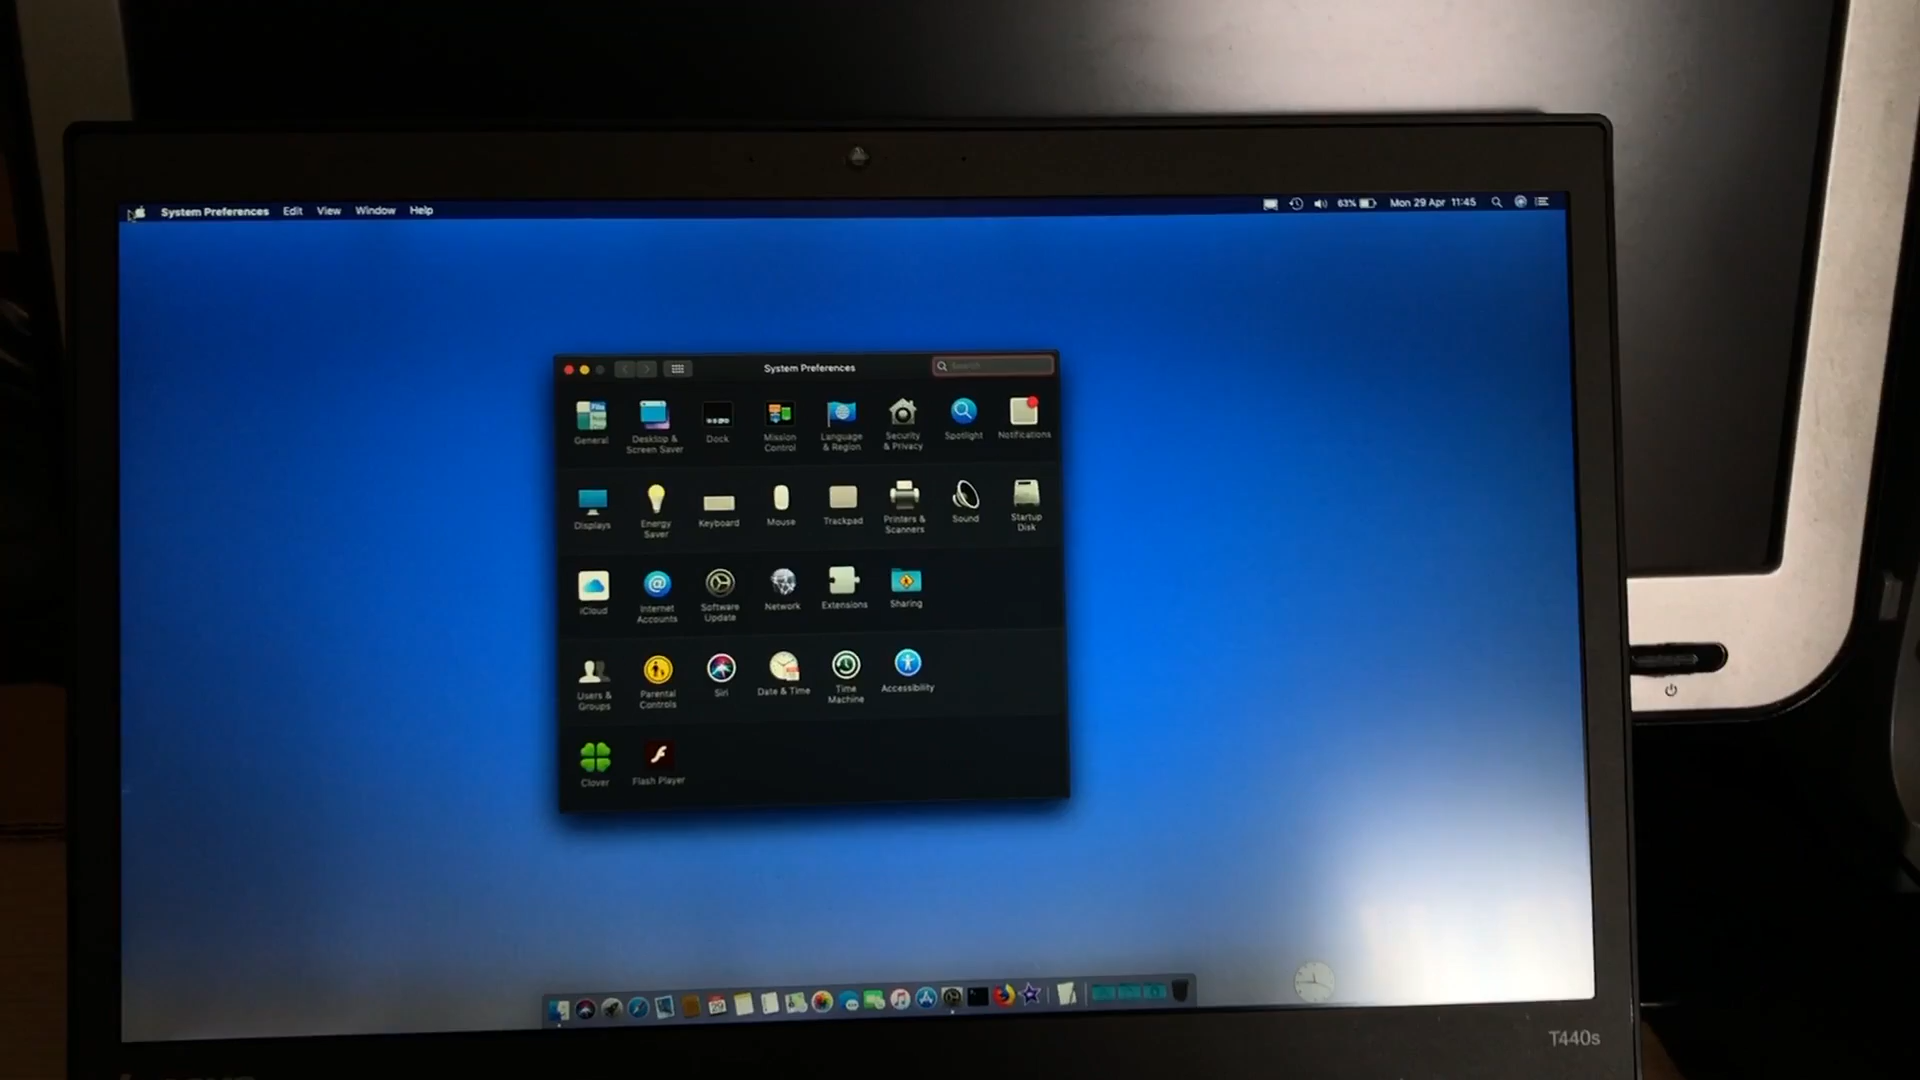 System Preferences Edit View Window Help
63% Mon 29 Apr 11:45
System Preferences
Search
General
Desktop &
Screen Saver
Dock
Mission
Control
Language
& Region
Security
& Privacy
Spotlight
Notifications
Displays
Energy
Saver
Keyboard
Mouse
Trackpad
Printers &
Scanners
Sound
Startup
Disk
iCloud
Internet
Accounts
Software
Update
Network
Extensions
Sharing
Users &
Groups
Parental
Controls
Siri
Date & Time
Time
Machine
Accessibility
Clover
Flash Player
29
T440s